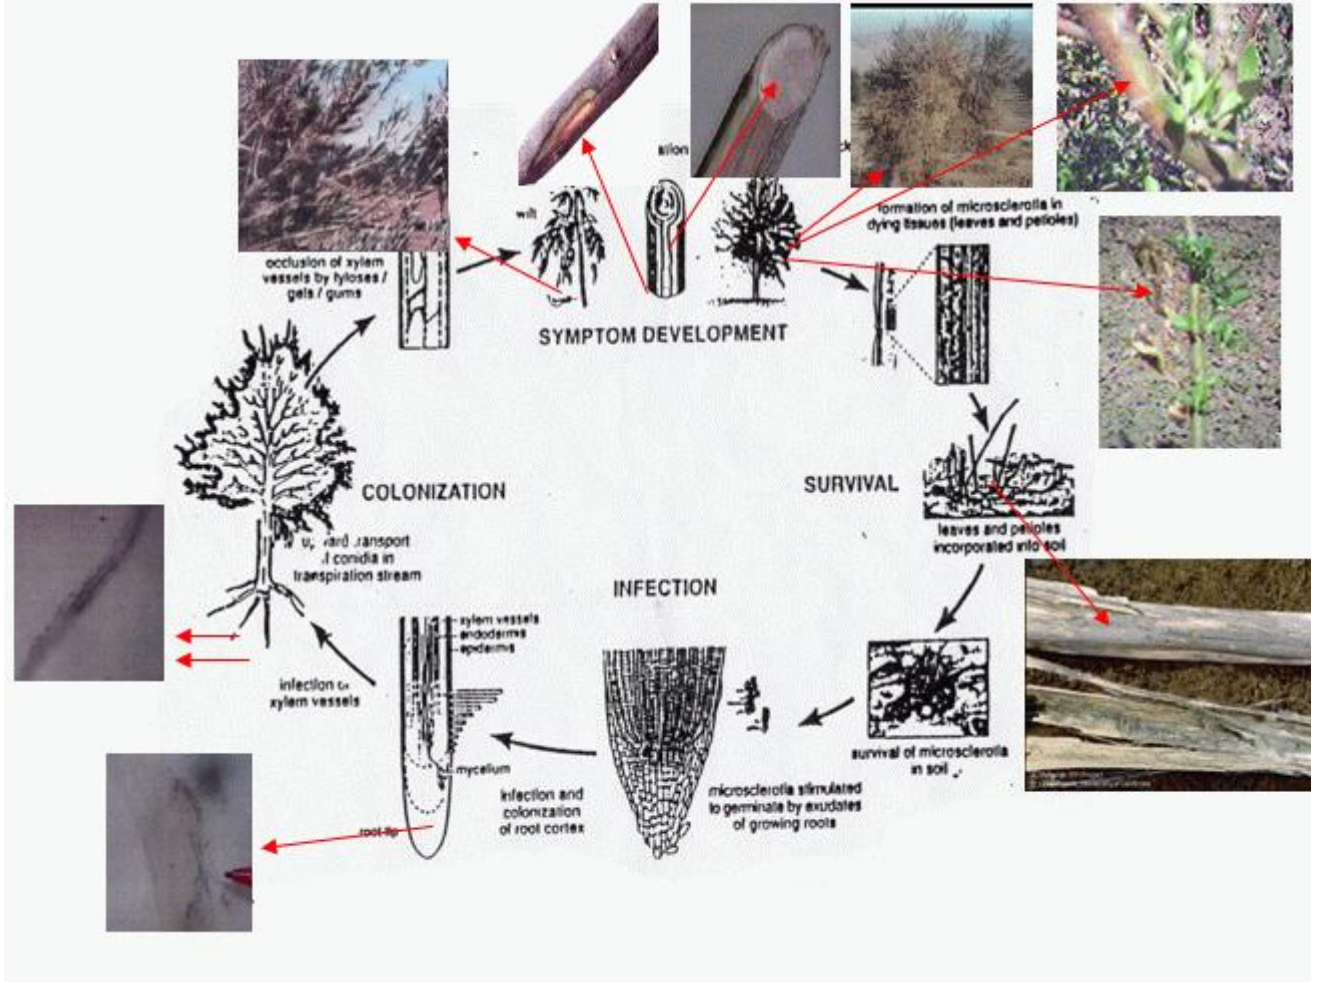 wilt
formation of microsclerotia in
dying tissues (leaves and petioles)
occlusion of xylem
vessels by tyloses /
gels / gums
SYMPTOM DEVELOPMENT
COLONIZATION
SURVIVAL
transport
conidia in
transpiration stream
leaves and petioles
incorporated into soil
INFECTION
xylem vessels
endodermis
epidermis
infection
xylem vessels
mycelium
root tip
infection and
colonization
of root cortex
microsclerotia stimulated
to germinate by exudates
of growing roots
survival of microsclerotia
in soil